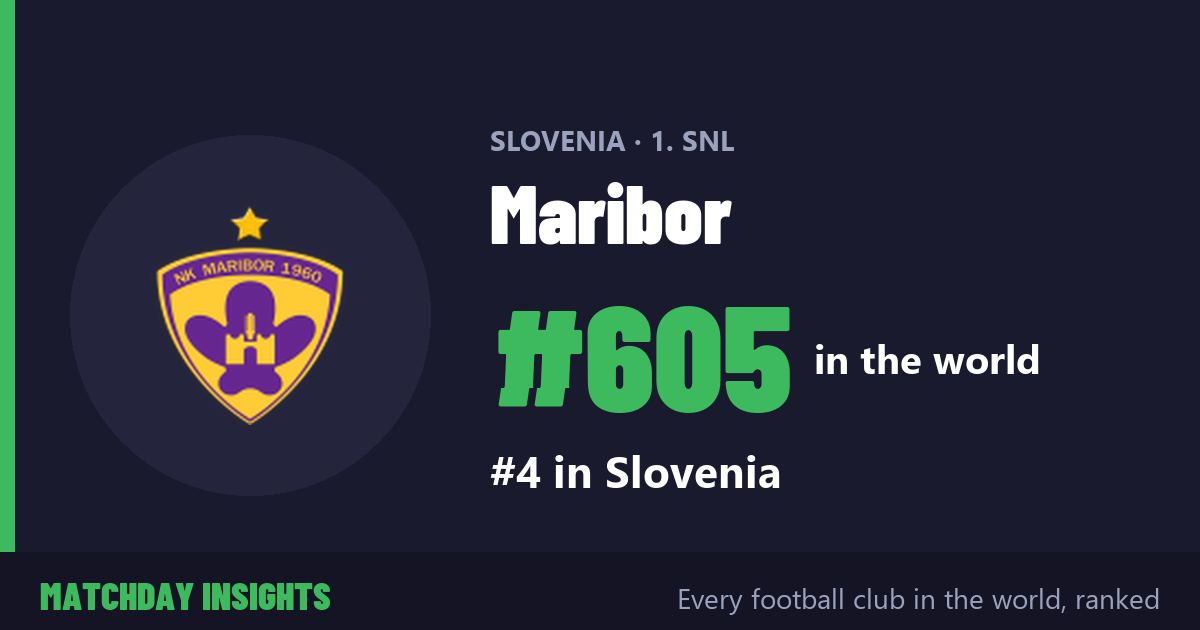 SLOVENIA · 1. SNL
Maribor
NK MARIBOR 1960
#605 in the world
#4 in Slovenia
MATCHDAY INSIGHTS
Every football club in the world, ranked